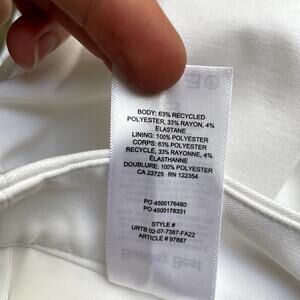 BODY: 63% RECYCLED
POLYESTER, 33% RAYON, 4%
ELASTANE
LINING: 100% POLYESTER
CORPS: 63% POLYESTER
RECYCLÉ, 33% RAYONNE, 4%
ÉLASTHANNE
DOUBLURE: 100% POLYESTER
CA 23725 RN 122354
PO 4500176480
PO 4500178331
STYLE #
URTB 02-07-7387-FA22
ARTICLE # 97887